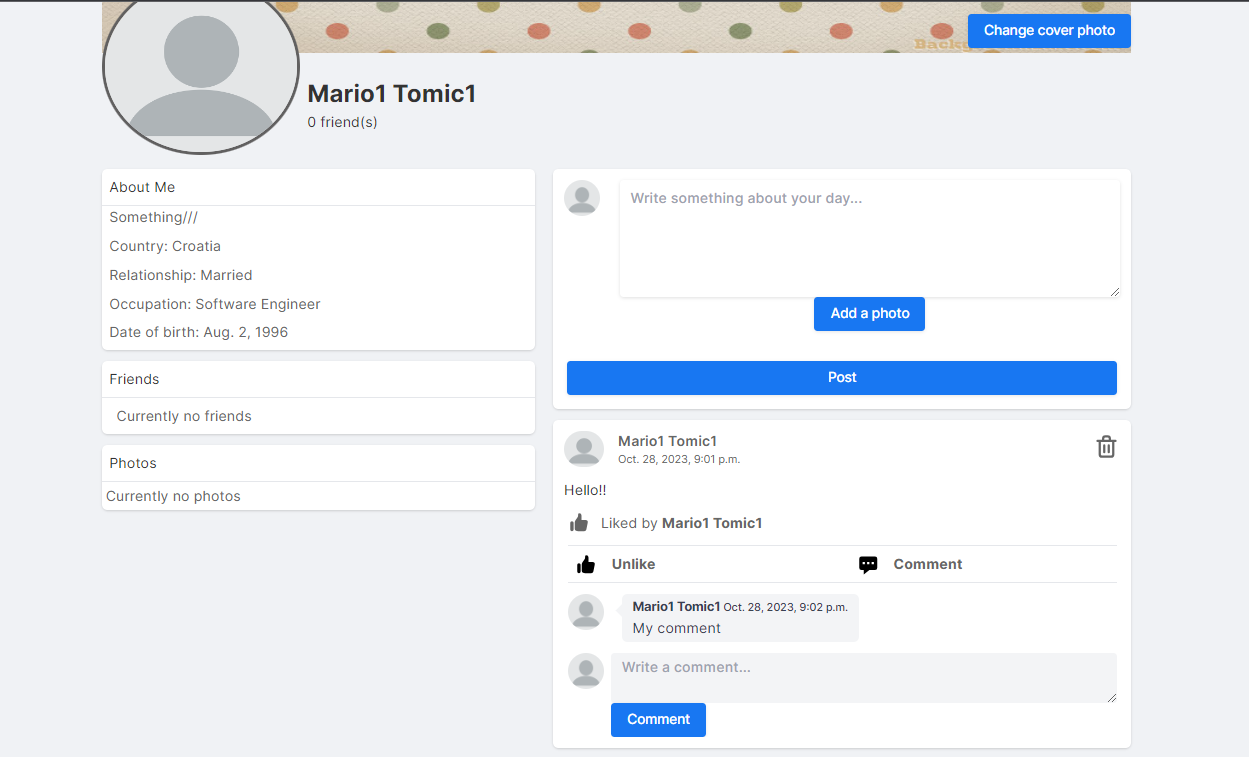 Change cover photo
Mario1 Tomic1
0 friend(s)
About Me
Something///
Country: Croatia
Relationship: Married
Occupation: Software Engineer
Date of birth: Aug. 2, 1996
Friends
Currently no friends
Photos
Currently no photos
Write something about your day...
Add a photo
Post
Mario1 Tomic1
Oct. 28, 2023, 9:01 p.m.
Hello!!
Liked by Mario1 Tomic1
Unlike
Comment
Mario1 Tomic1 Oct. 28, 2023, 9:02 p.m.
My comment
Write a comment...
Comment